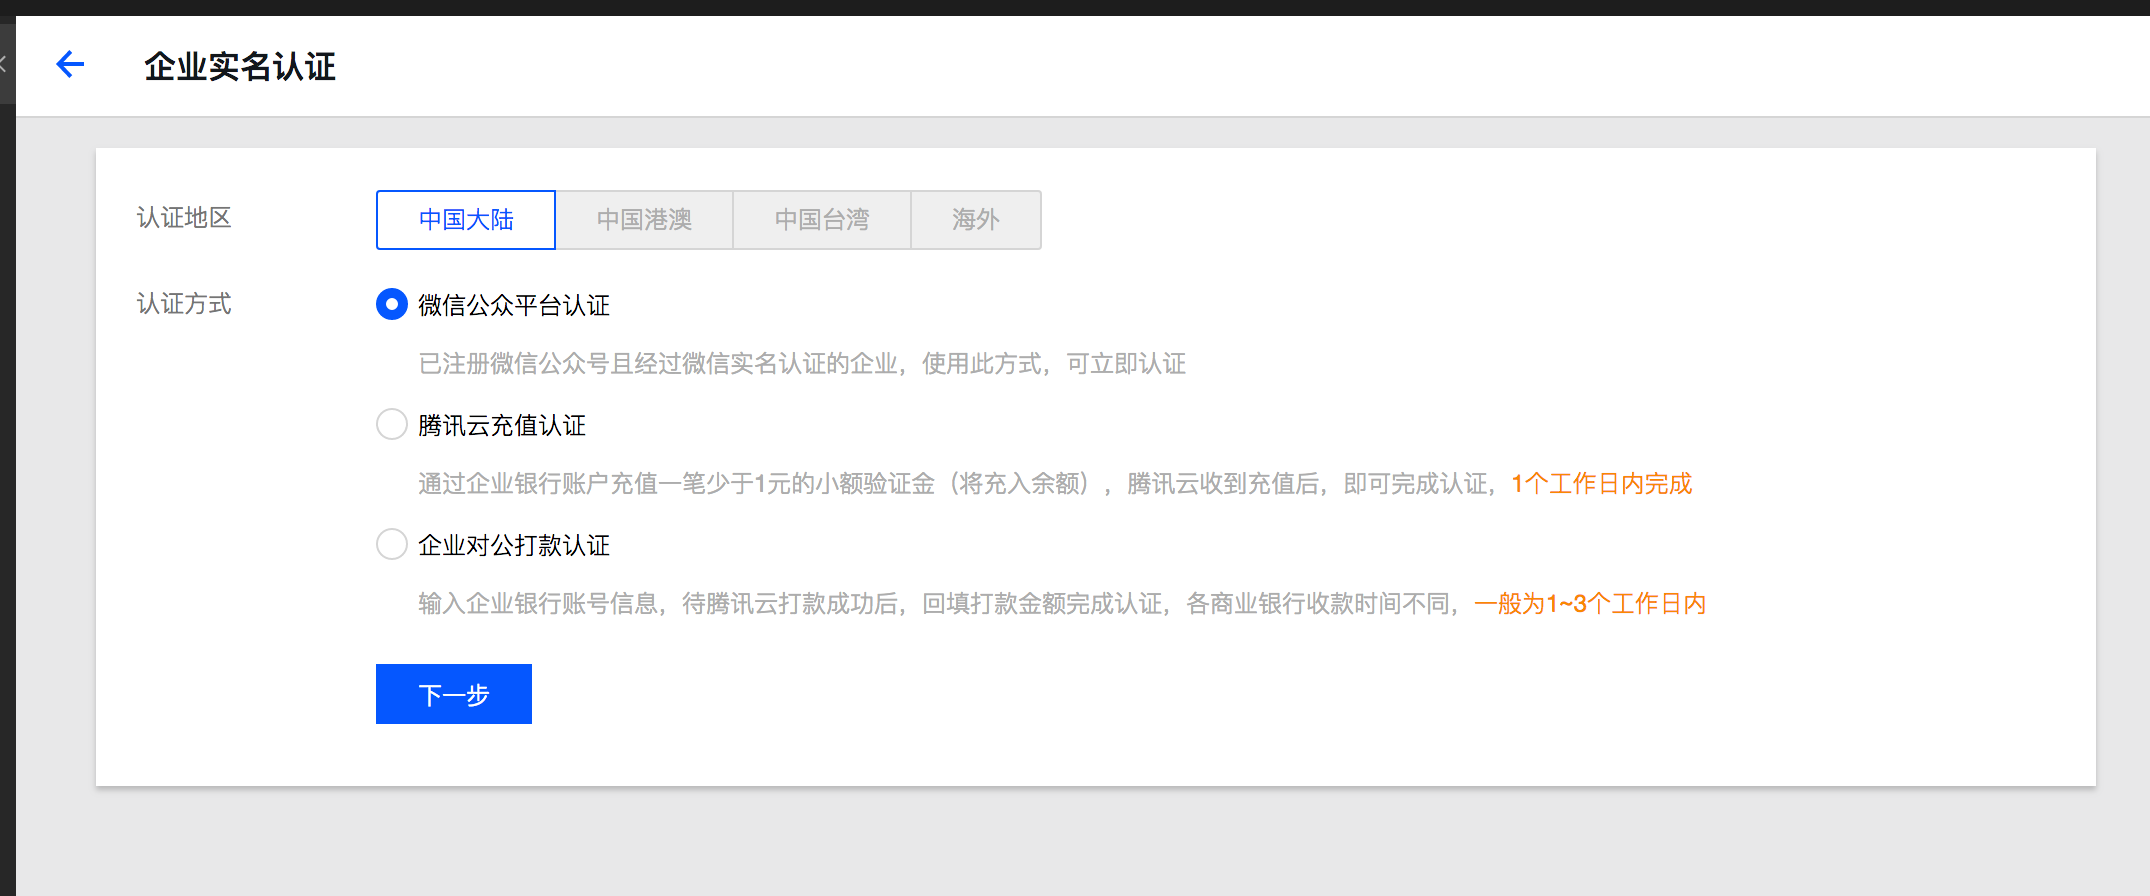 企业实名认证
认证地区
中国大陆 中国港澳 中国台湾 海外
认证方式
微信公众平台认证
已注册微信公众号且经过微信实名认证的企业，使用此方式，可立即认证
腾讯云充值认证
通过企业银行账户充值一笔少于1元的小额验证金（将充入余额），腾讯云收到充值后，即可完成认证，1个工作日内完成
企业对公打款认证
输入企业银行账号信息，待腾讯云打款成功后，回填打款金额完成认证，各商业银行收款时间不同，一般为1~3个工作日内
下一步